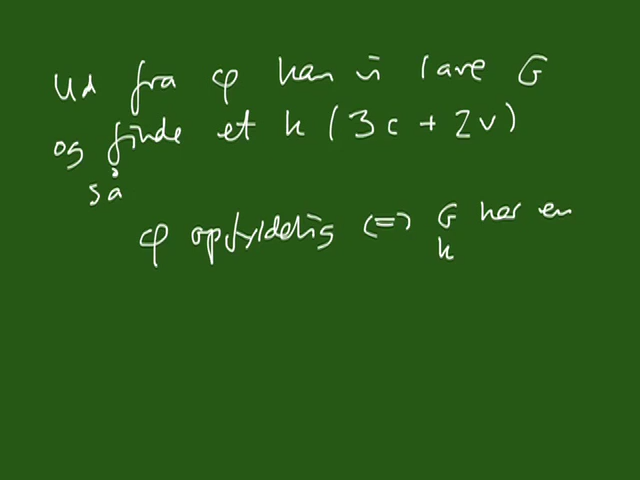 Ud fra φ kan vi lave G
og finde et k (3c + 2v)
så
φ opfyldelig <=> G har en
k